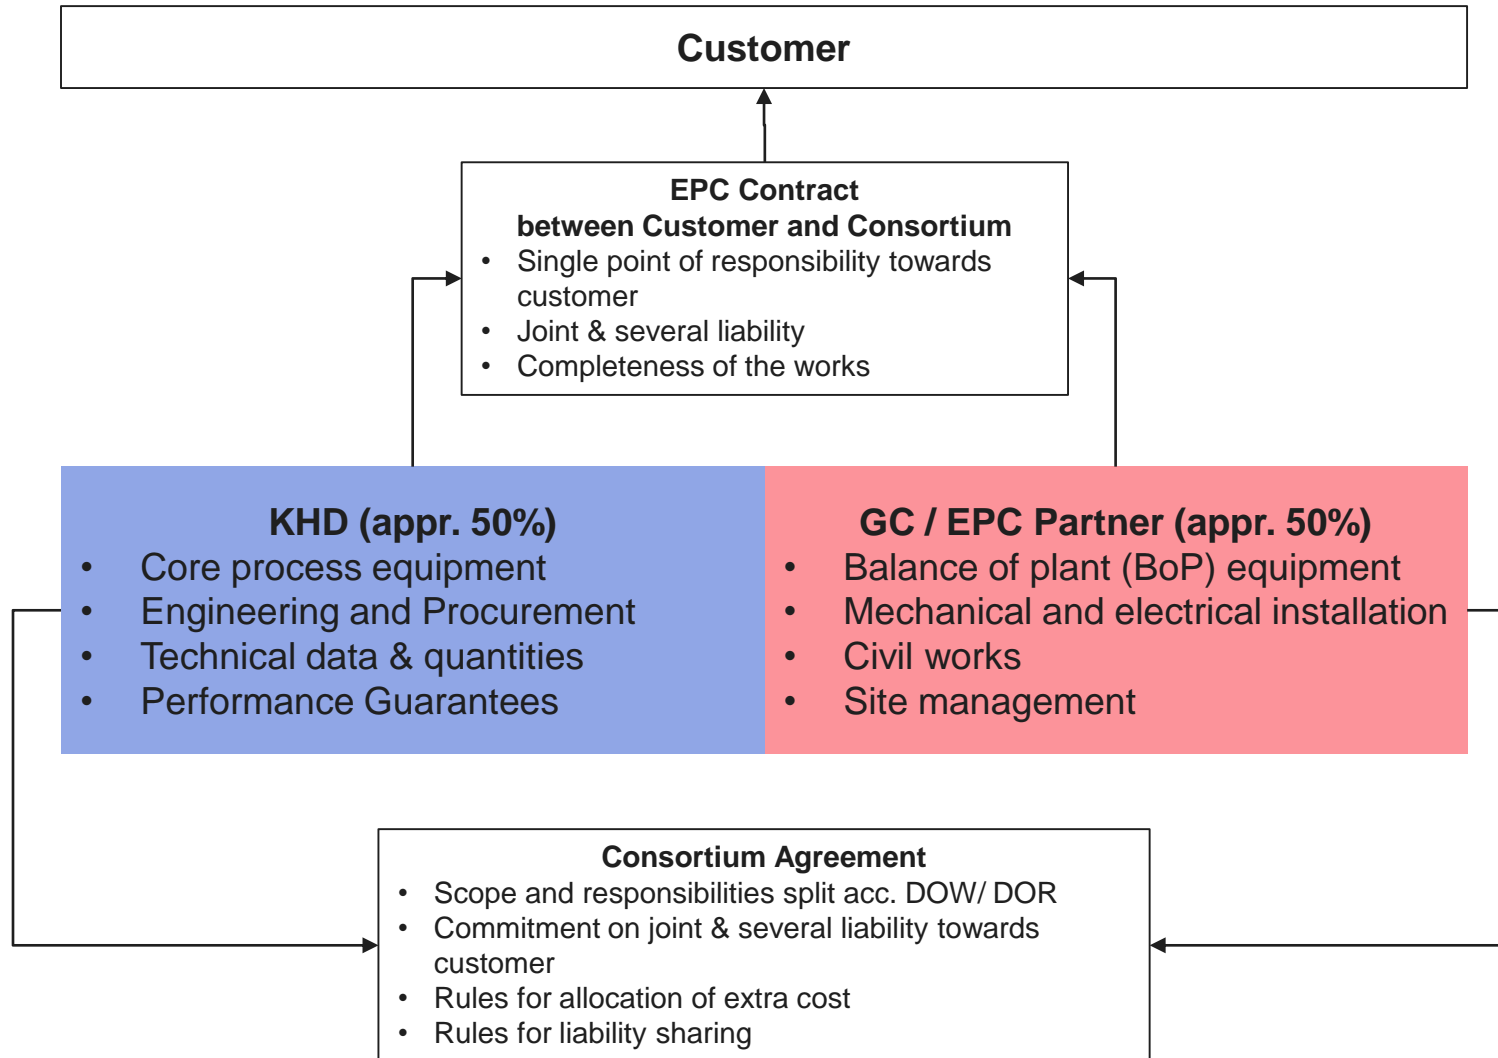 Customer
EPC Contract
between Customer and Consortium
• Single point of responsibility towards
customer
• Joint & several liability
• Completeness of the works
KHD (appr. 50%)
• Core process equipment
• Engineering and Procurement
• Technical data & quantities
• Performance Guarantees
GC / EPC Partner (appr. 50%)
• Balance of plant (BoP) equipment
• Mechanical and electrical installation
• Civil works
• Site management
Consortium Agreement
• Scope and responsibilities split acc. DOW/ DOR
• Commitment on joint & several liability towards
customer
• Rules for allocation of extra cost
• Rules for liability sharing